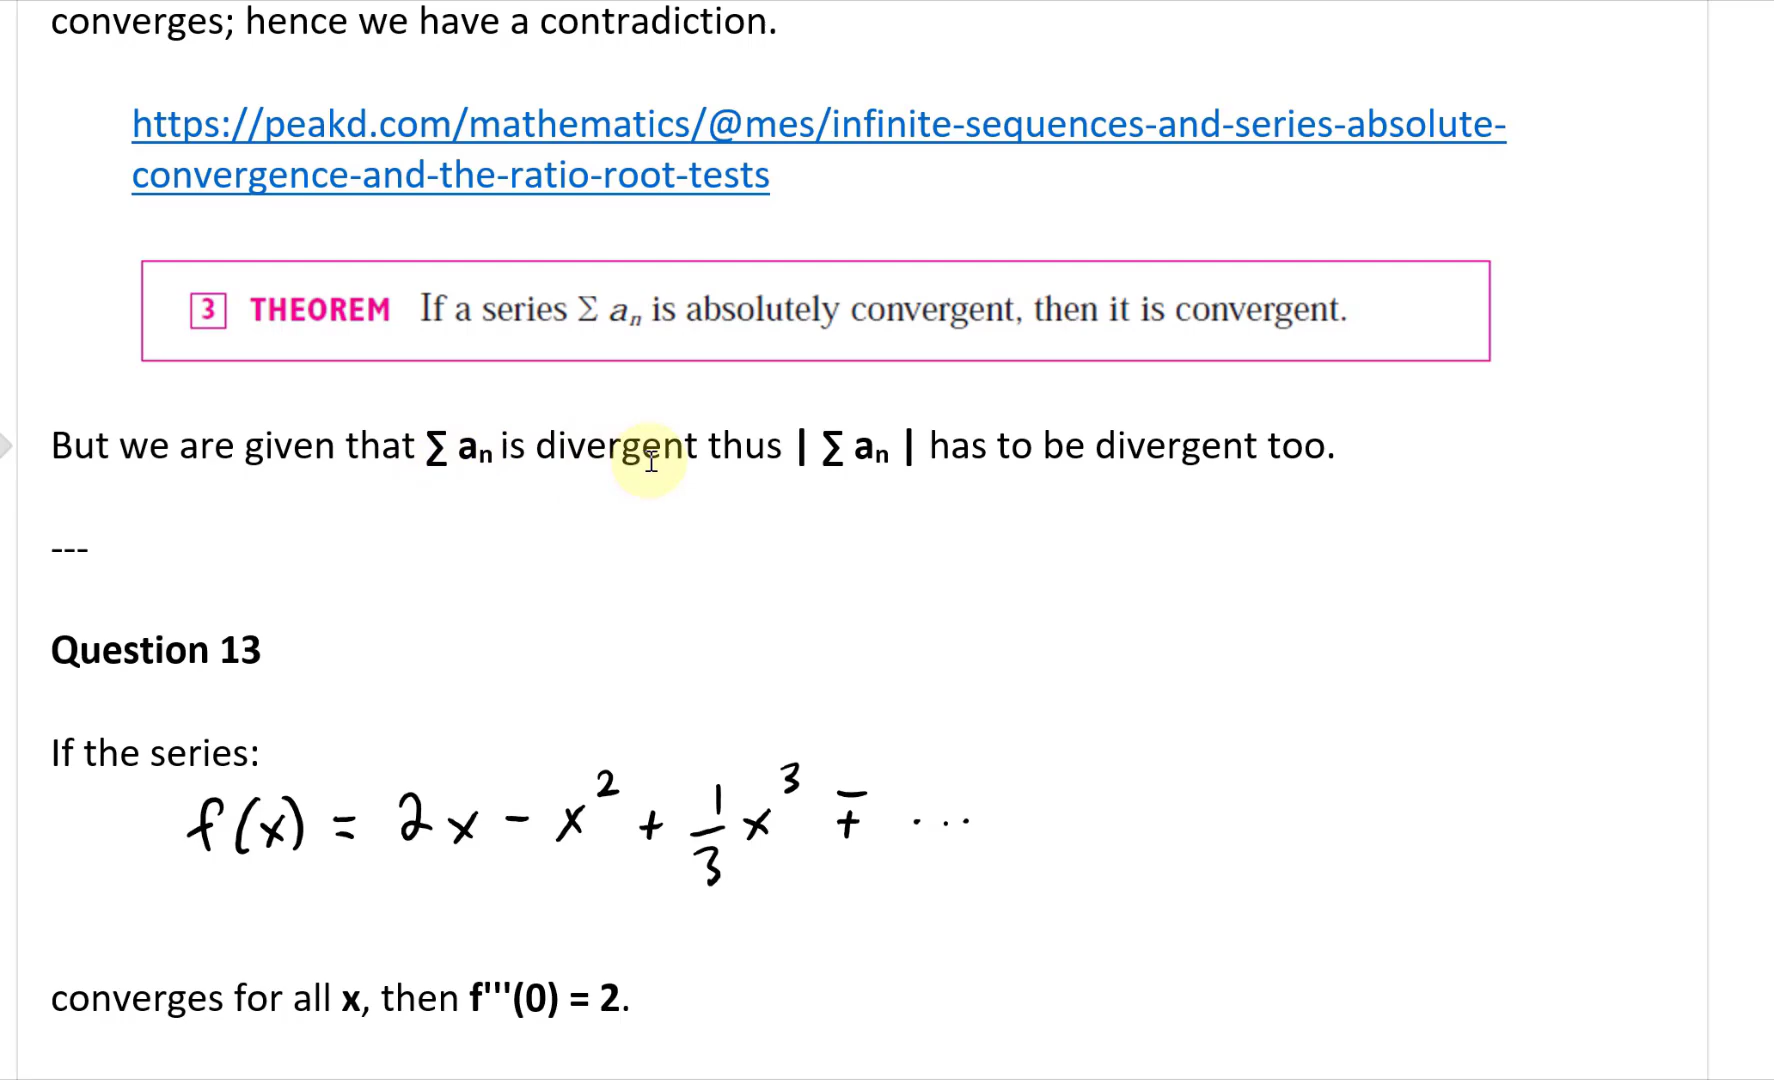 converges; hence we have a contradiction.
https://peakd.com/mathematics/@mes/infinite-sequences-and-series-absolute-
convergence-and-the-ratio-root-tests
3 THEOREM If a series Σ aₙ is absolutely convergent, then it is convergent.
But we are given that ∑ aₙ is divergent thus | ∑ aₙ | has to be divergent too.
---
Question 13
If the series:
f(x) = 2x - x² + 1/3 x³ ∓ ...
converges for all x, then f'''(0) = 2.